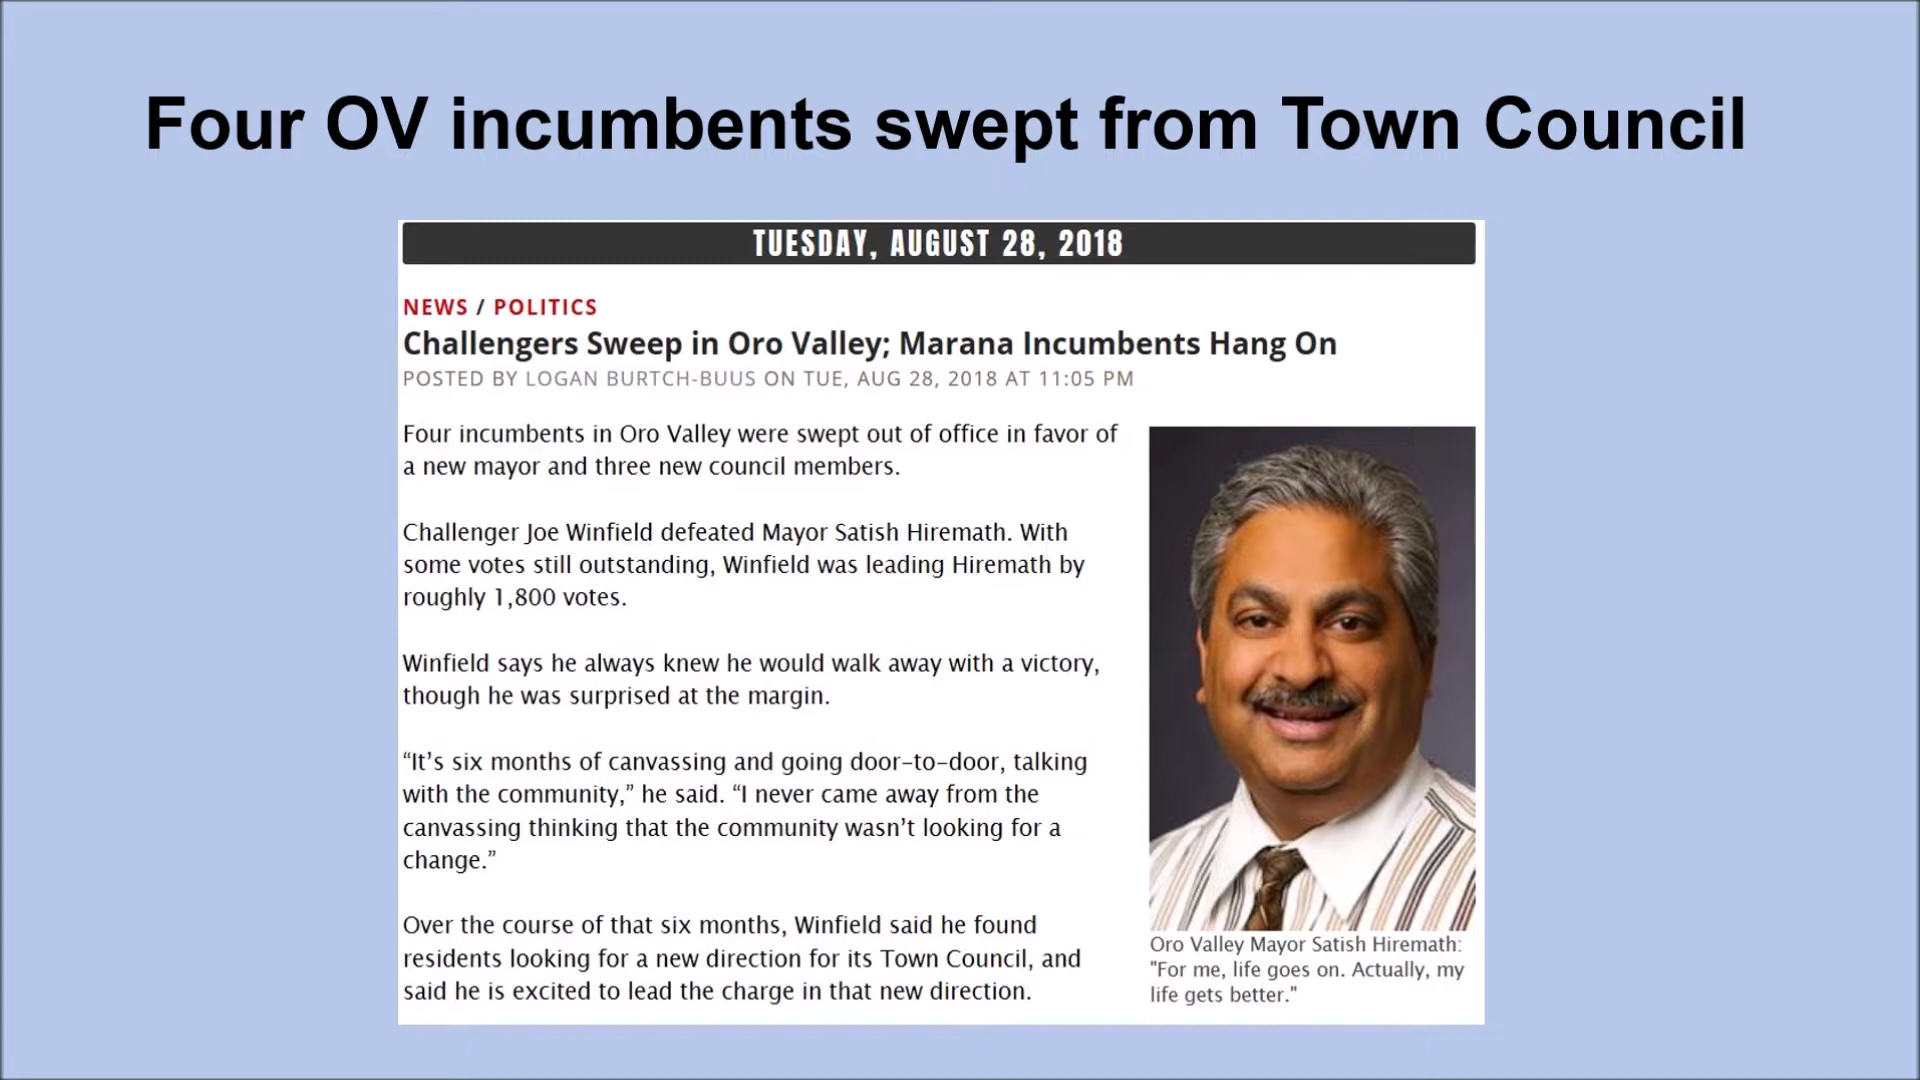 Four OV incumbents swept from Town Council
TUESDAY, AUGUST 28, 2018
NEWS / POLITICS
Challengers Sweep in Oro Valley; Marana Incumbents Hang On
POSTED BY LOGAN BURTCH-BUUS ON TUE, AUG 28, 2018 AT 11:05 PM
Four incumbents in Oro Valley were swept out of office in favor of
a new mayor and three new council members.
Challenger Joe Winfield defeated Mayor Satish Hiremath. With
some votes still outstanding, Winfield was leading Hiremath by
roughly 1,800 votes.
Winfield says he always knew he would walk away with a victory,
though he was surprised at the margin.
“It’s six months of canvassing and going door-to-door, talking
with the community,” he said. “I never came away from the
canvassing thinking that the community wasn’t looking for a
change.”
Over the course of that six months, Winfield said he found
residents looking for a new direction for its Town Council, and
said he is excited to lead the charge in that new direction.
Oro Valley Mayor Satish Hiremath:
"For me, life goes on. Actually, my
life gets better."